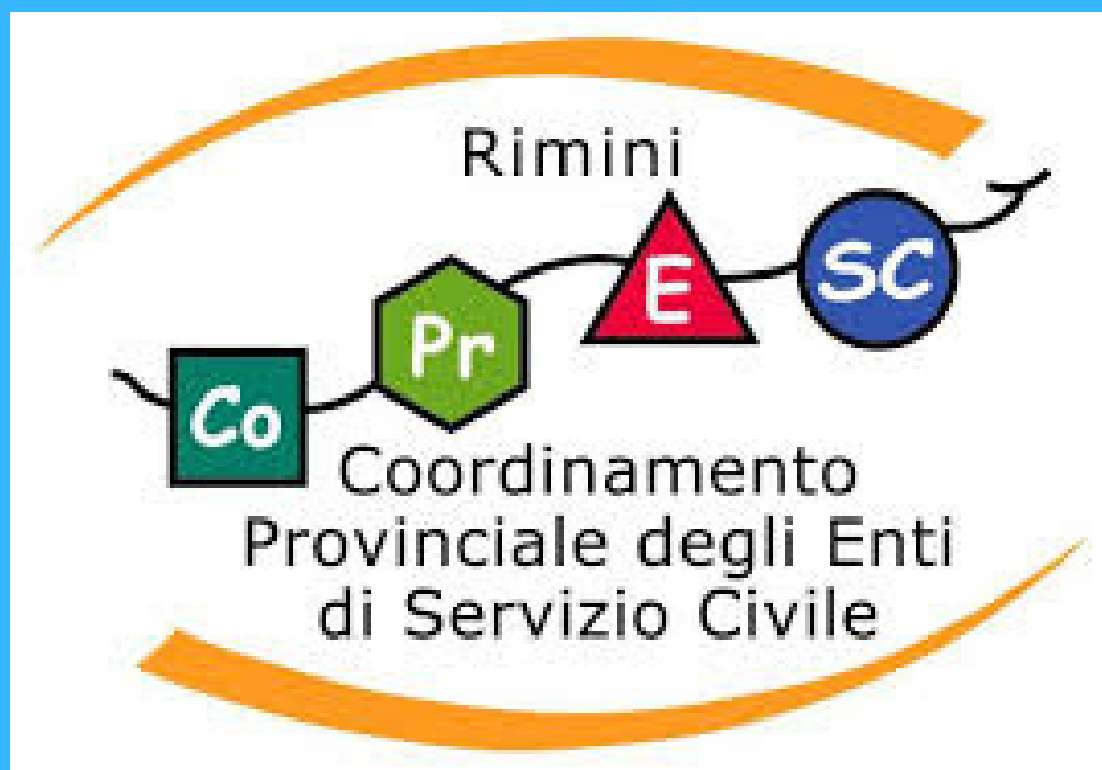 Rimini
Co Pr E SC
Coordinamento
Provinciale degli Enti
di Servizio Civile